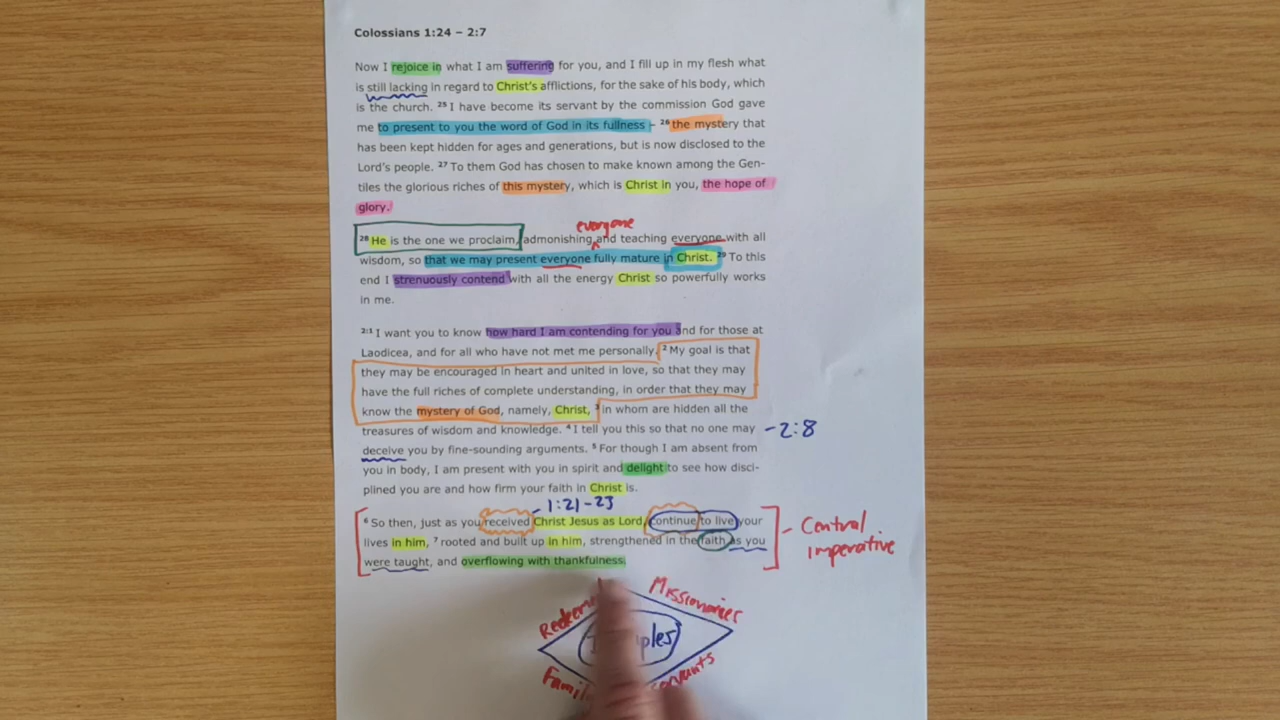 Colossians 1:24 – 2:7
Now I rejoice in what I am suffering for you, and I fill up in my flesh what
is still lacking in regard to Christ's afflictions, for the sake of his body, which
is the church. 25 I have become its servant by the commission God gave
me to present to you the word of God in its fullness – 26 the mystery that
has been kept hidden for ages and generations, but is now disclosed to the
Lord's people. 27 To them God has chosen to make known among the Gen-
tiles the glorious riches of this mystery, which is Christ in you, the hope of
glory.
everyone
28 He is the one we proclaim, admonishing and teaching everyone with all
wisdom, so that we may present everyone fully mature in Christ. 29 To this
end I strenuously contend with all the energy Christ so powerfully works
in me.
2:1 I want you to know how hard I am contending for you and for those at
Laodicea, and for all who have not met me personally. 2 My goal is that
they may be encouraged in heart and united in love, so that they may
have the full riches of complete understanding, in order that they may
know the mystery of God, namely, Christ, 3 in whom are hidden all the
treasures of wisdom and knowledge. 4 I tell you this so that no one may - 2:8
deceive you by fine-sounding arguments. 5 For though I am absent from
you in body, I am present with you in spirit and delight to see how disci-
plined you are and how firm your faith in Christ is.
- 1:21-23
6 So then, just as you received Christ Jesus as Lord, continue to live your
lives in him, 7 rooted and built up in him, strengthened in the faith as you
were taught, and overflowing with thankfulness.
- Central
imperative
Missionaries